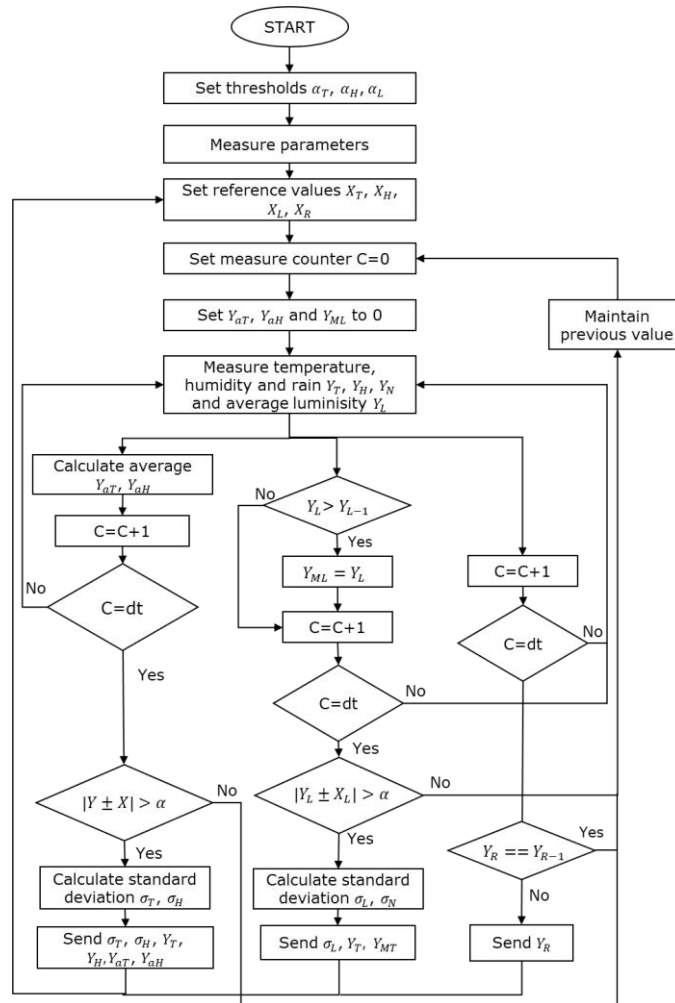 START
Set thresholds α_T, α_H, α_L
Measure parameters
Set reference values X_T, X_H,
X_L, X_R
Set measure counter C=0
Set Y_aT, Y_aH and Y_ML to 0
Maintain
previous value
Measure temperature,
humidity and rain Y_T, Y_H, Y_N
and average luminisity Y_L
Calculate average
Y_aT, Y_aH
C=C+1
No
C=dt
Yes
|Y ± X| > α
No
Yes
Calculate standard
deviation σ_T, σ_H
Send σ_T, σ_H, Y_T,
Y_H,Y_aT, Y_aH
No
Y_L> Y_L−1
Yes
Y_ML = Y_L
C=C+1
C=dt
No
Yes
|Y_L ± X_L| > α
No
Yes
Calculate standard
deviation σ_L, σ_N
Send σ_L, Y_T, Y_MT
C=C+1
C=dt
No
Y_R == Y_R−1
Yes
No
Send Y_R